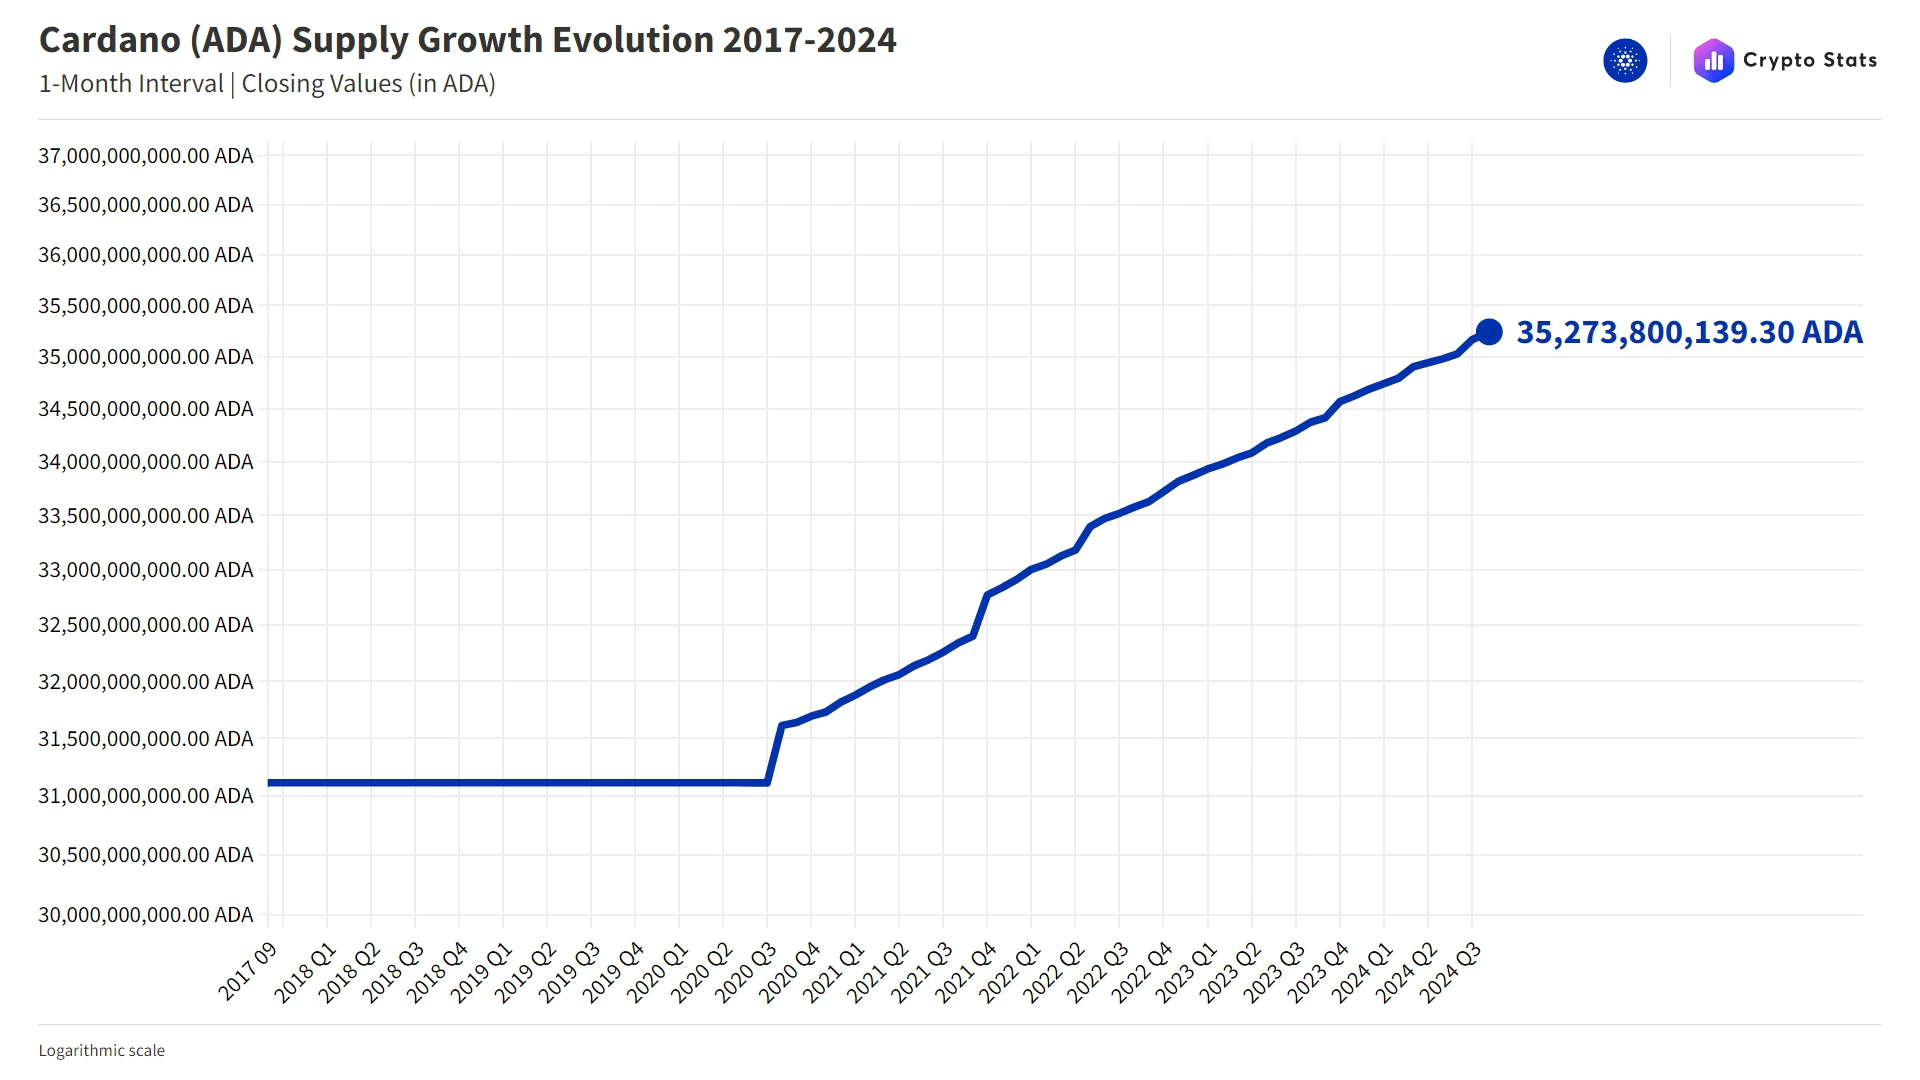 Cardano (ADA) Supply Growth Evolution 2017-2024
1-Month Interval | Closing Values (in ADA)
Crypto Stats
37,000,000,000.00 ADA
36,500,000,000.00 ADA
36,000,000,000.00 ADA
35,500,000,000.00 ADA
35,273,800,139.30 ADA
35,000,000,000.00 ADA
34,500,000,000.00 ADA
34,000,000,000.00 ADA
33,500,000,000.00 ADA
33,000,000,000.00 ADA
32,500,000,000.00 ADA
32,000,000,000.00 ADA
31,500,000,000.00 ADA
31,000,000,000.00 ADA
30,500,000,000.00 ADA
30,000,000,000.00 ADA
2017 09
2018 Q1
2018 Q2
2018 Q3
2018 Q4
2019 Q1
2019 Q2
2019 Q3
2019 Q4
2020 Q1
2020 Q2
2020 Q3
2020 Q4
2021 Q1
2021 Q2
2021 Q3
2021 Q4
2022 Q1
2022 Q2
2022 Q3
2022 Q4
2023 Q1
2023 Q2
2023 Q3
2023 Q4
2024 Q1
2024 Q2
2024 Q3
Logarithmic scale